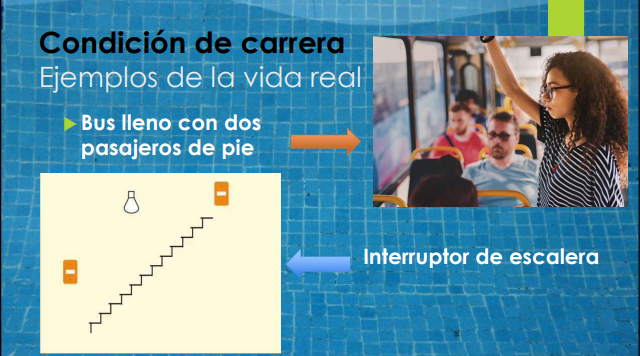 Condición de carrera
Ejemplos de la vida real
Bus lleno con dos
pasajeros de pie
Interruptor de escalera